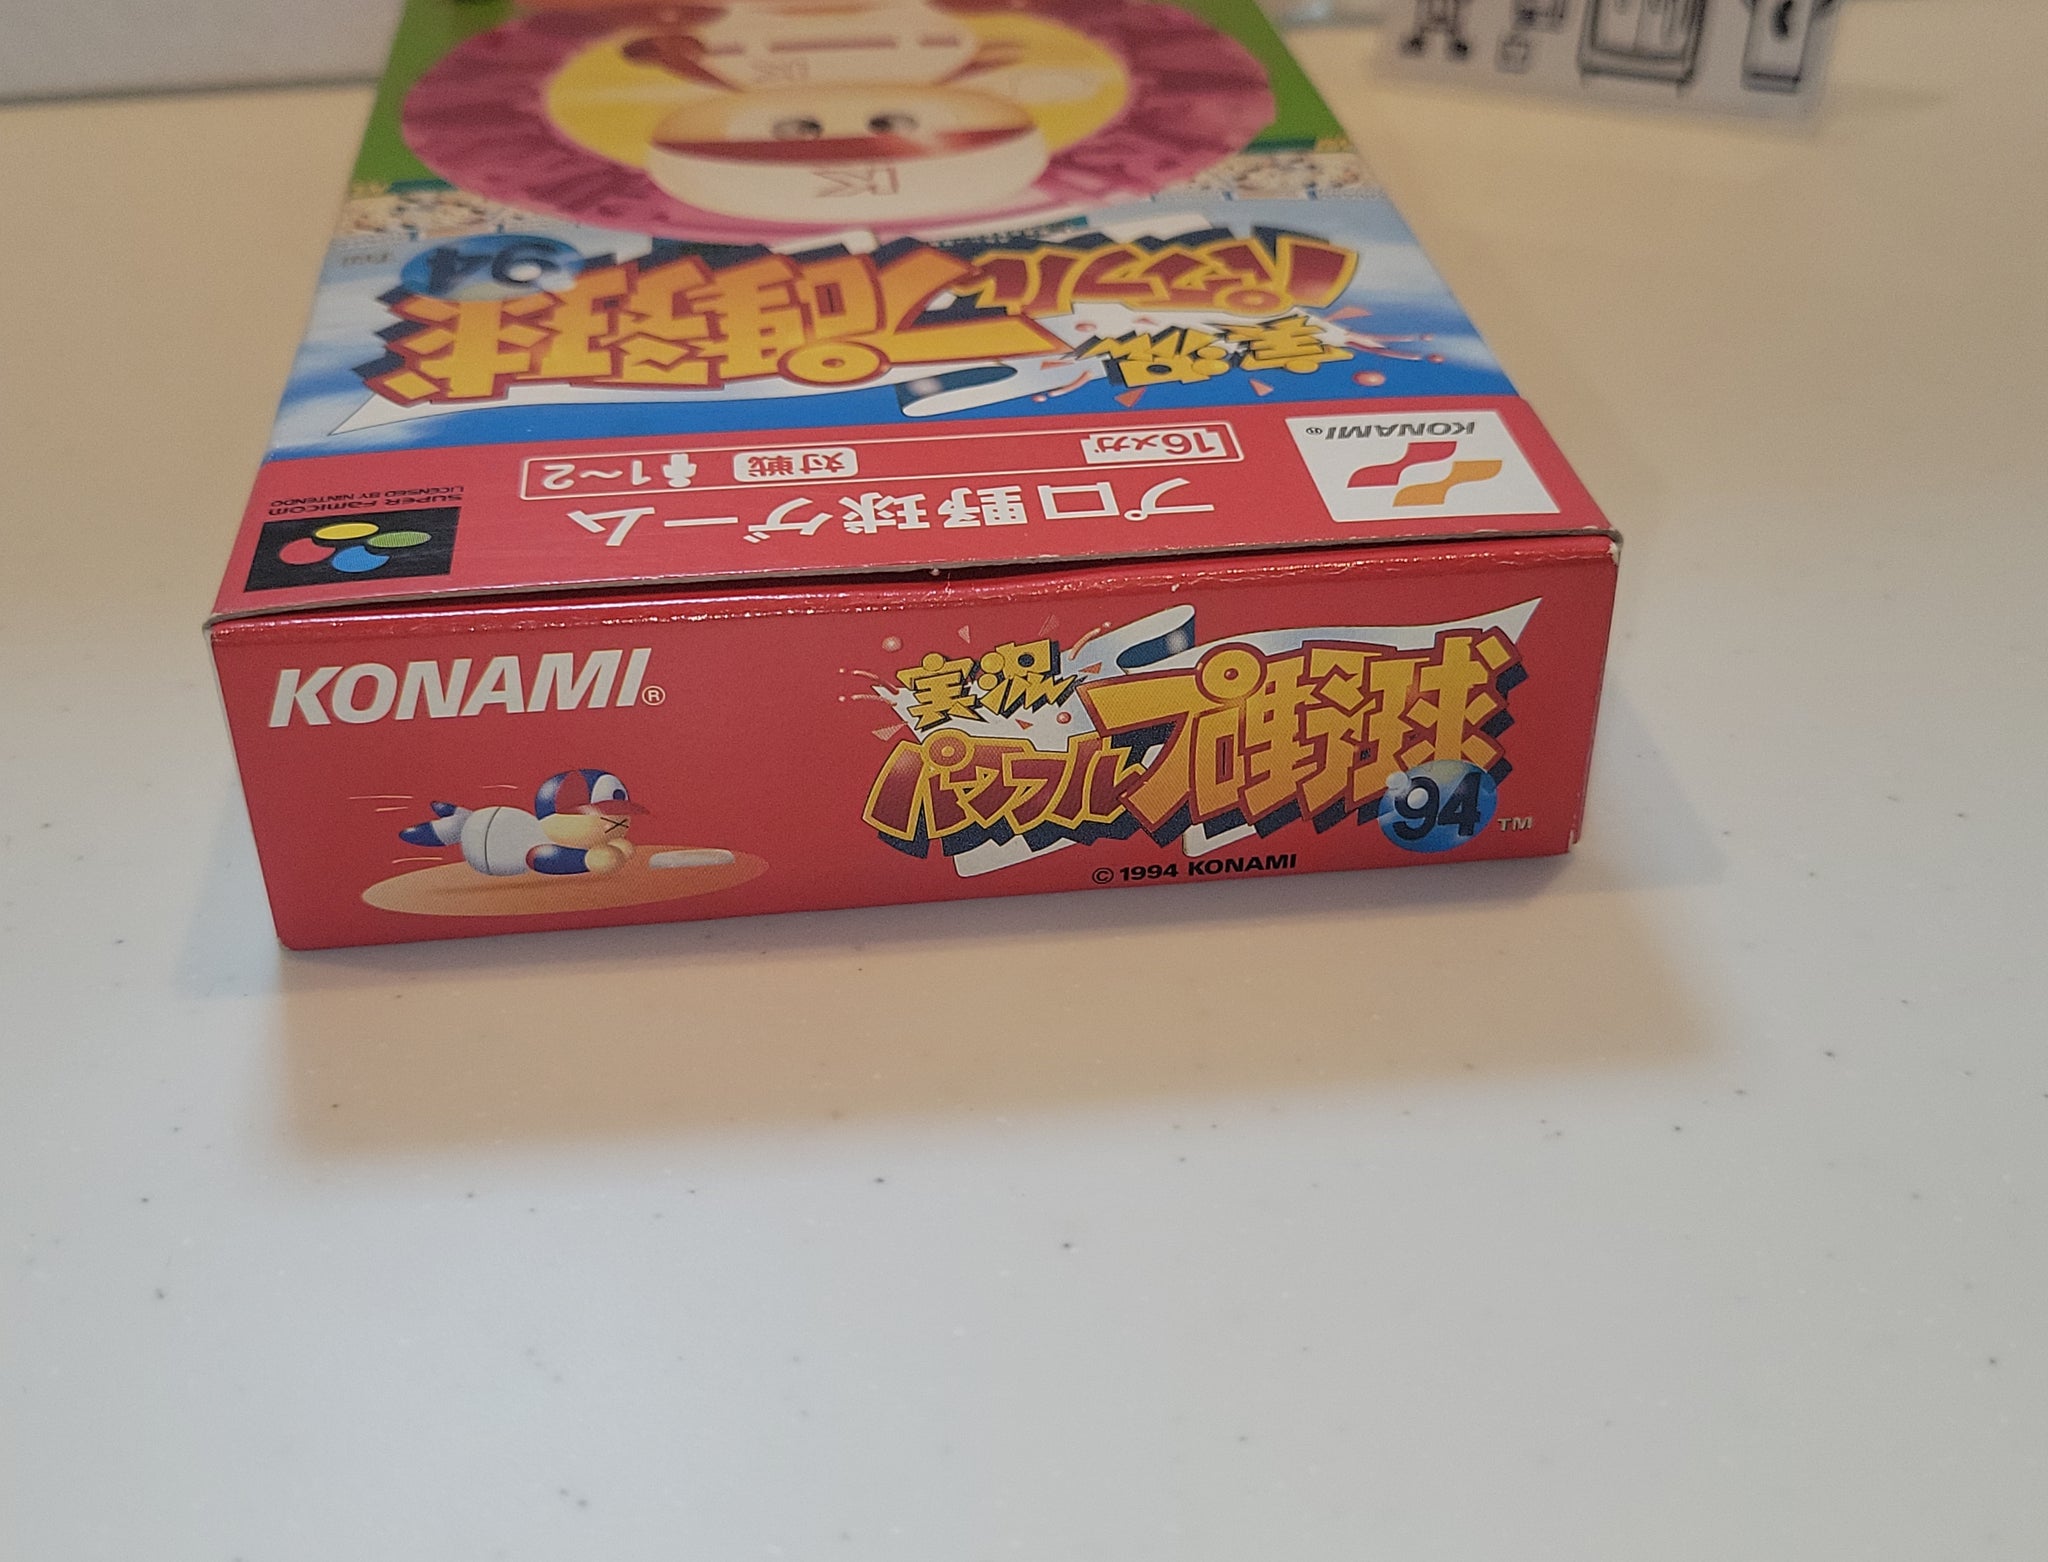 KONAMI®
実況
パワフル
プロ野球
'94 TM
© 1994 KONAMI
KONAMI®
プロ野球ゲーム
16メガ 対戦 1~2
SUPER FAMICOM
LICENSED BY NINTENDO
実況
パワフル
プロ野球
'94